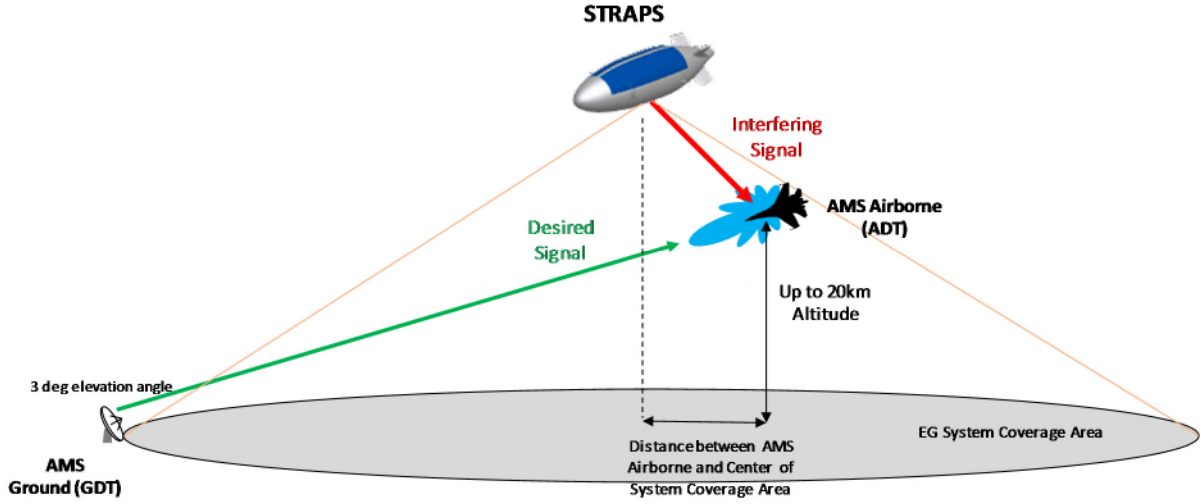 STRAPS
Interfering
Signal
AMS Airborne
(ADT)
Desired
Signal
Up to 20km
Altitude
3 deg elevation angle
EG System Coverage Area
Distance between AMS
Airborne and Center of
System Coverage Area
AMS
Ground (GDT)